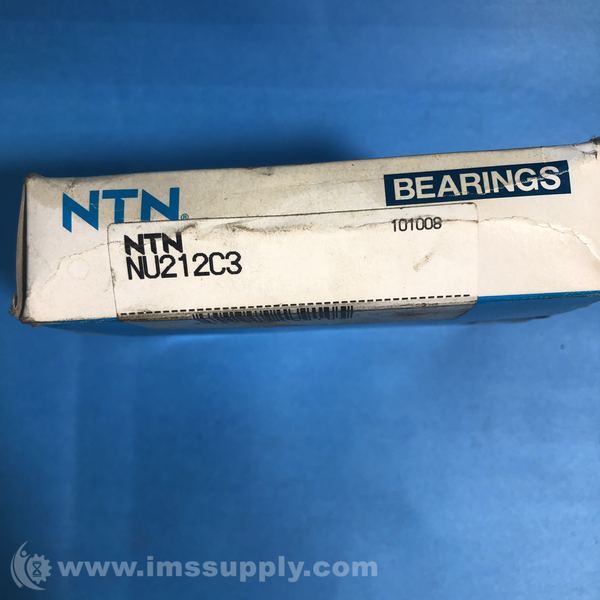 NTN®
BEARINGS
101008
NTN
NU212C3
www.imssupply.com